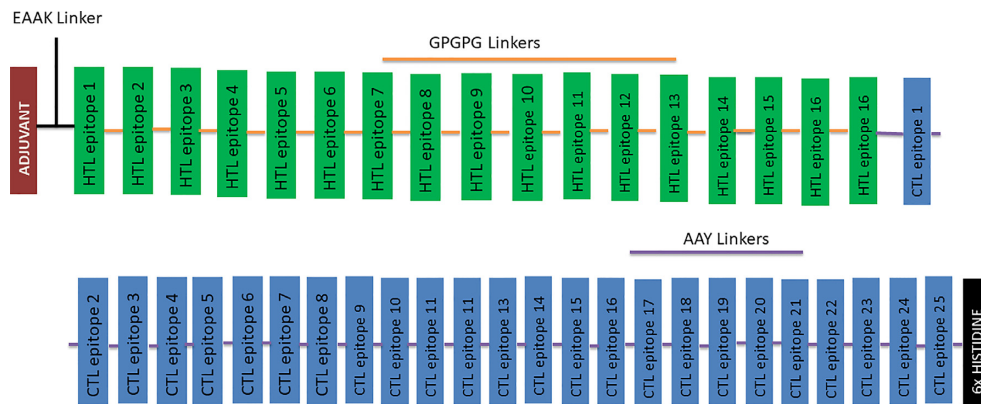 EAAK Linker
GPGPG Linkers
ADJUVANT
HTL epitope 1
HTL epitope 2
HTL epitope 3
HTL epitope 4
HTL epitope 5
HTL epitope 6
HTL epitope 7
HTL epitope 8
HTL epitope 9
HTL epitope 10
HTL epitope 11
HTL epitope 12
HTL epitope 13
HTL epitope 14
HTL epitope 15
HTL epitope 16
HTL epitope 16
CTL epitope 1
AAY Linkers
CTL epitope 2
CTL epitope 3
CTL epitope 4
CTL epitope 5
CTL epitope 6
CTL epitope 7
CTL epitope 8
CTL epitope 9
CTL epitope 10
CTL epitope 11
CTL epitope 11
CTL epitope 13
CTL epitope 14
CTL epitope 15
CTL epitope 16
CTL epitope 17
CTL epitope 18
CTL epitope 19
CTL epitope 20
CTL epitope 21
CTL epitope 22
CTL epitope 23
CTL epitope 24
CTL epitope 25
6x HISTIDINE